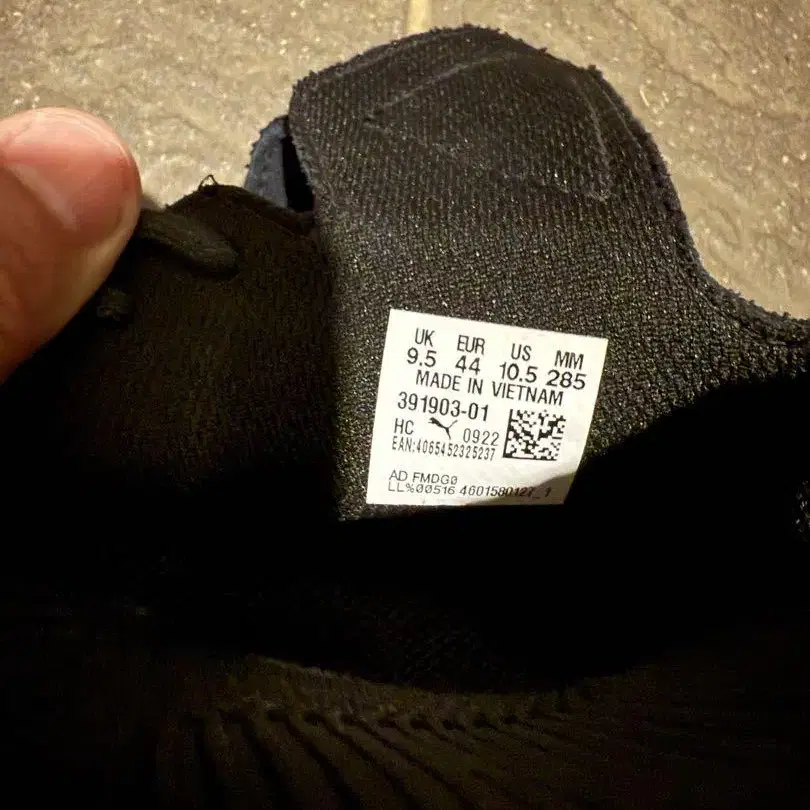 UK EUR US MM
9.5 44 10.5 285
MADE IN VIETNAM
391903-01
HC 0922
EAN:4065452325237
AD FMDG0
LL%00516 4601580127_1